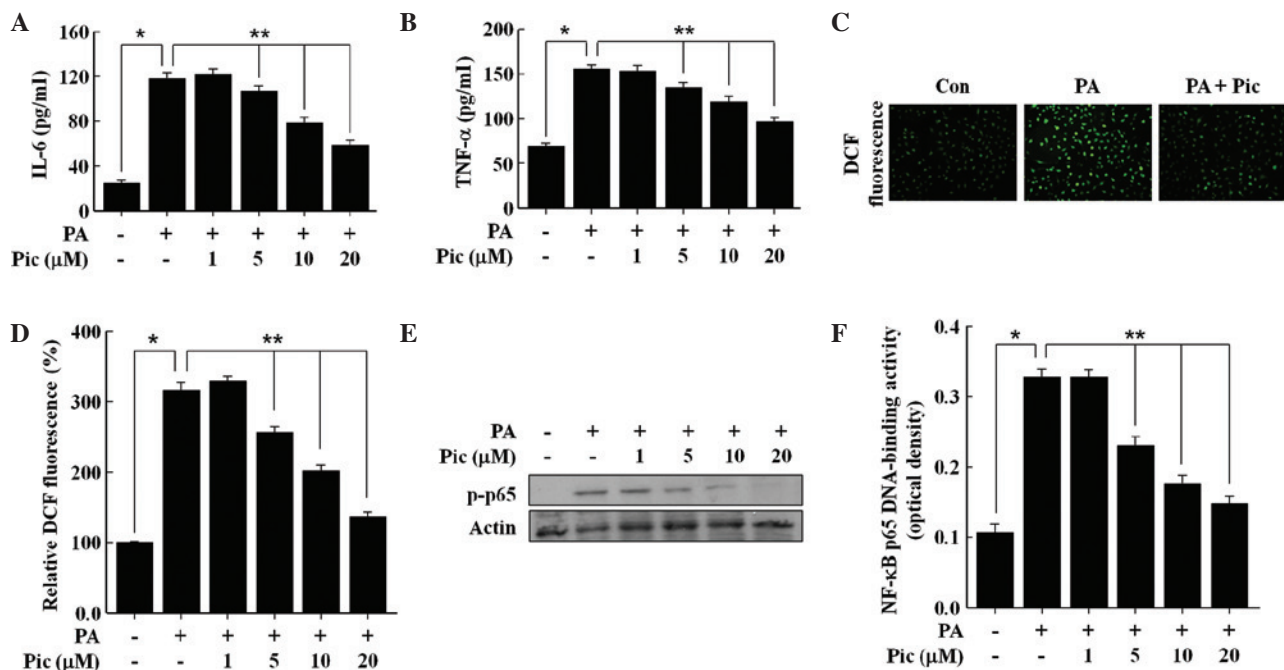 A
IL-6 (pg/ml)
160
120
80
40
0
*
**
PA - + + + + +
Pic (μM) - - 1 5 10 20
B
TNF-α (pg/ml)
200
150
100
50
0
*
**
PA - + + + + +
Pic (μM) - - 1 5 10 20
C
Con PA PA + Pic
DCF
fluorescence
D
Relative DCF fluorescence (%)
400
300
200
100
0.0
*
**
PA - + + + + +
Pic (μM) - - 1 5 10 20
E
PA - + + + + +
Pic (μM) - - 1 5 10 20
p-p65
Actin
F
NF-κB p65 DNA-binding activity
(optical density)
0.4
0.3
0.2
0.1
0.0
*
**
PA - + + + + +
Pic (μM) - - 1 5 10 20